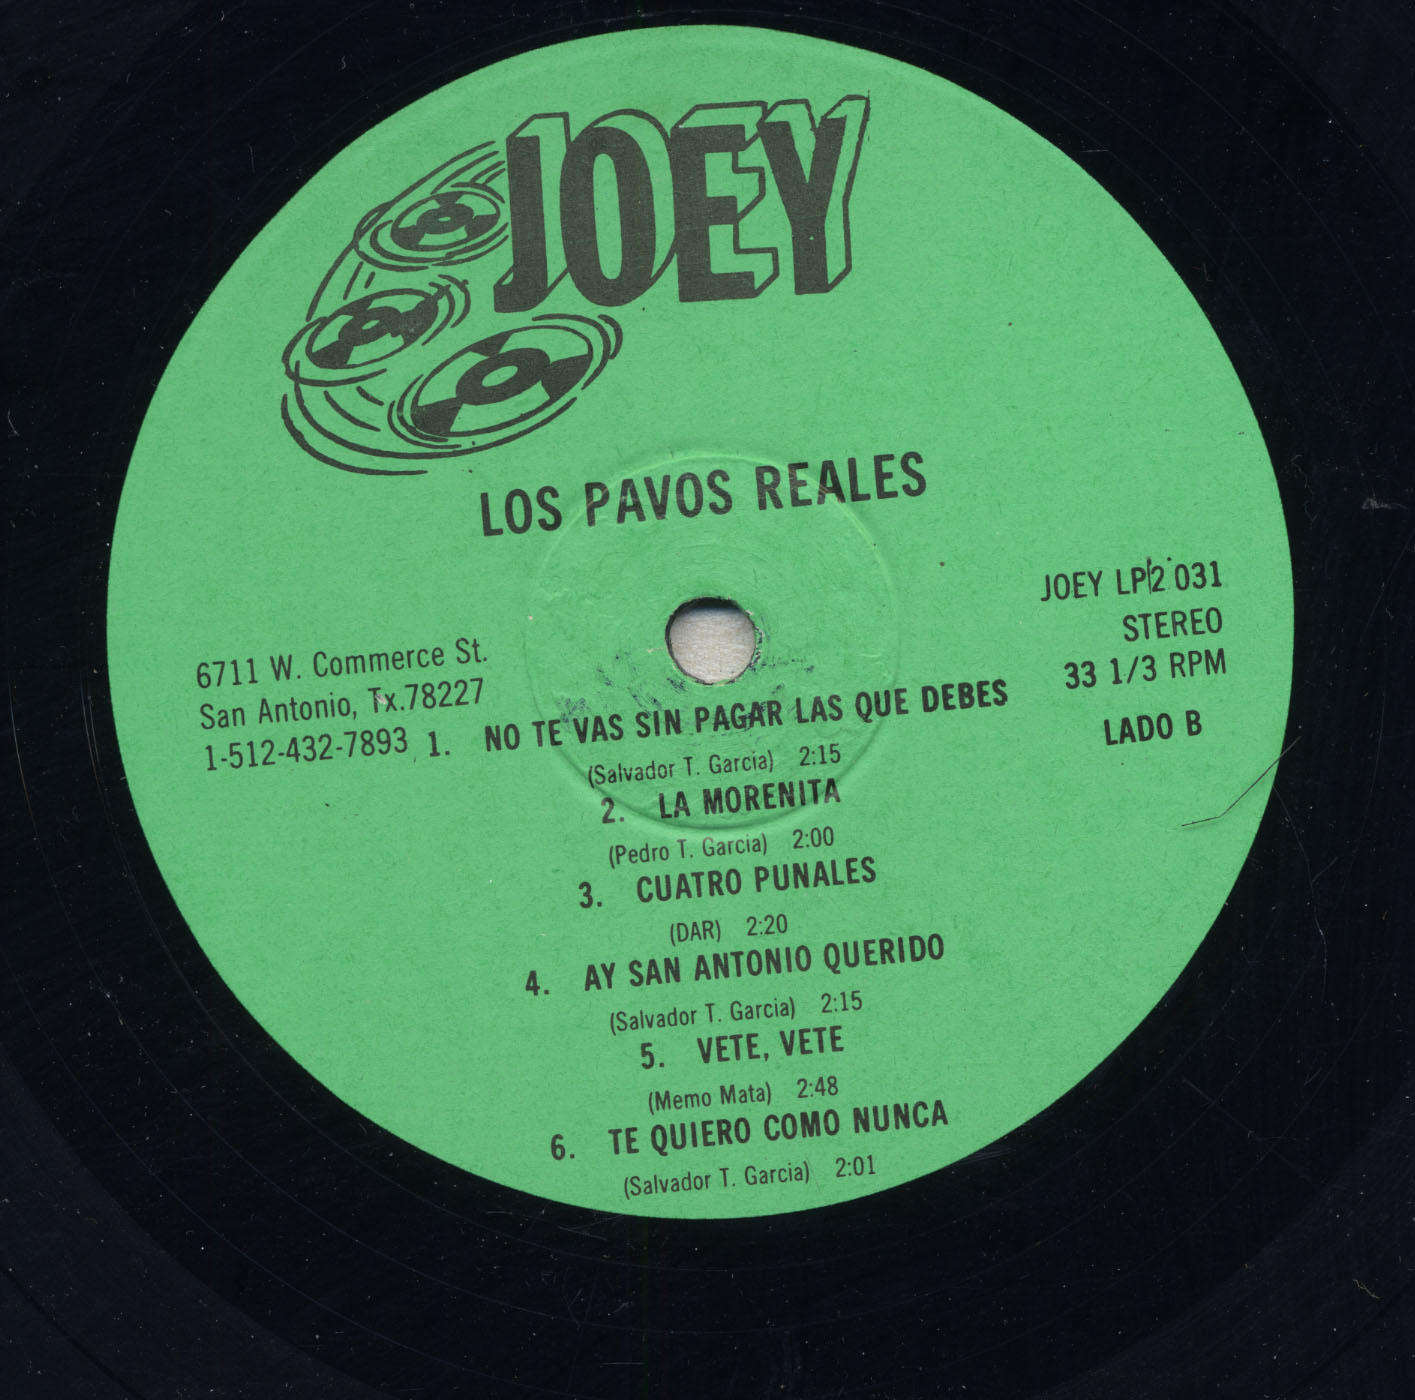 JOEY
LOS PAVOS REALES
JOEY LP 2 031
STEREO
33 1/3 RPM
LADO B
6711 W. Commerce St.
San Antonio, Tx.78227
1-512-432-7893
1. NO TE VAS SIN PAGAR LAS QUE DEBES
(Salvador T. Garcia) 2:15
2. LA MORENITA
(Pedro T. Garcia) 2:00
3. CUATRO PUNALES
(DAR) 2:20
4. AY SAN ANTONIO QUERIDO
(Salvador T. Garcia) 2:15
5. VETE, VETE
(Memo Mata) 2:48
6. TE QUIERO COMO NUNCA
(Salvador T. Garcia) 2:01